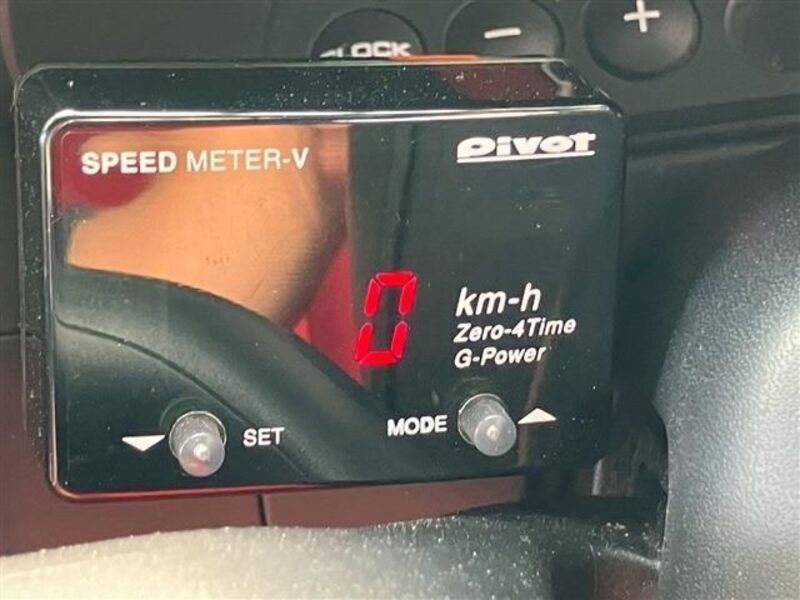 CLOCK
− +
SPEED METER-V
PIVOT
0
km-h
Zero-4Time
G-Power
SET
MODE